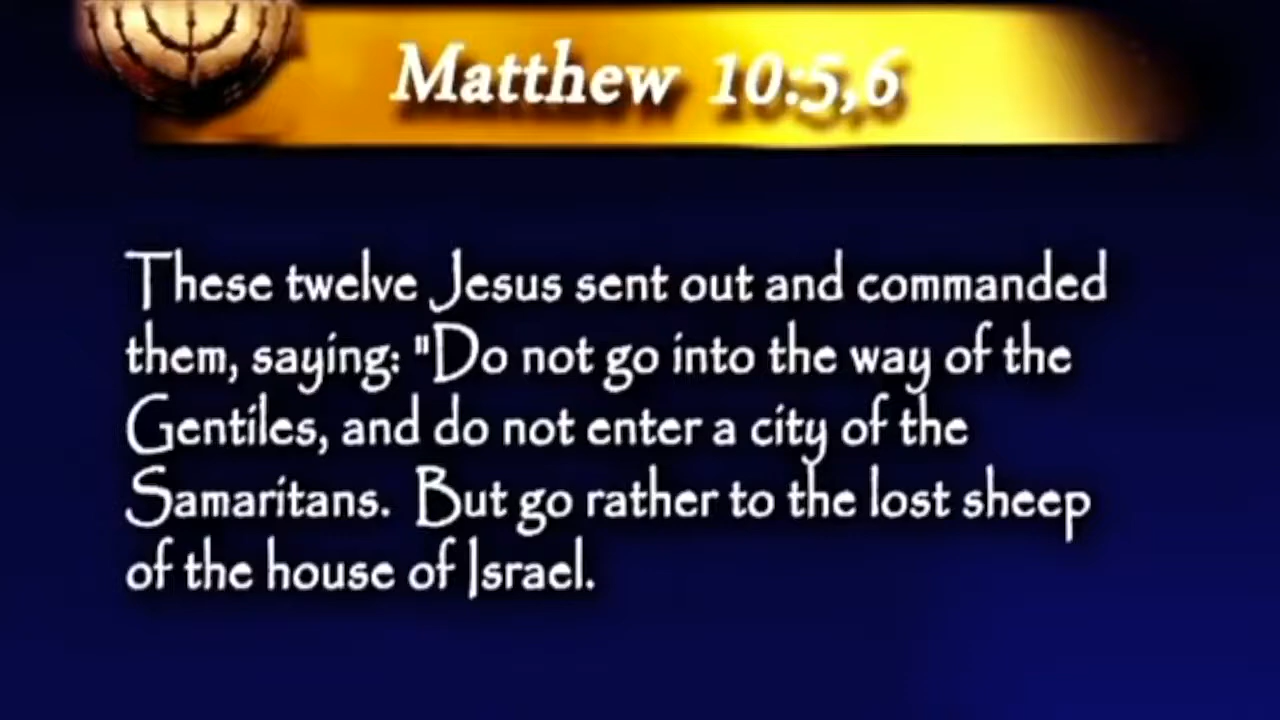 Matthew 10:5,6
These twelve Jesus sent out and commanded
them, saying: "Do not go into the way of the
Gentiles, and do not enter a city of the
Samaritans. But go rather to the lost sheep
of the house of Israel.